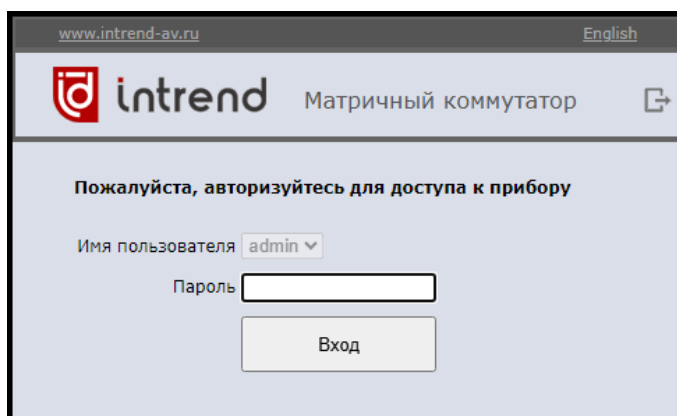 www.intrend-av.ru English
intrend Матричный коммутатор
Пожалуйста, авторизуйтесь для доступа к прибору
Имя пользователя admin
Пароль
Вход